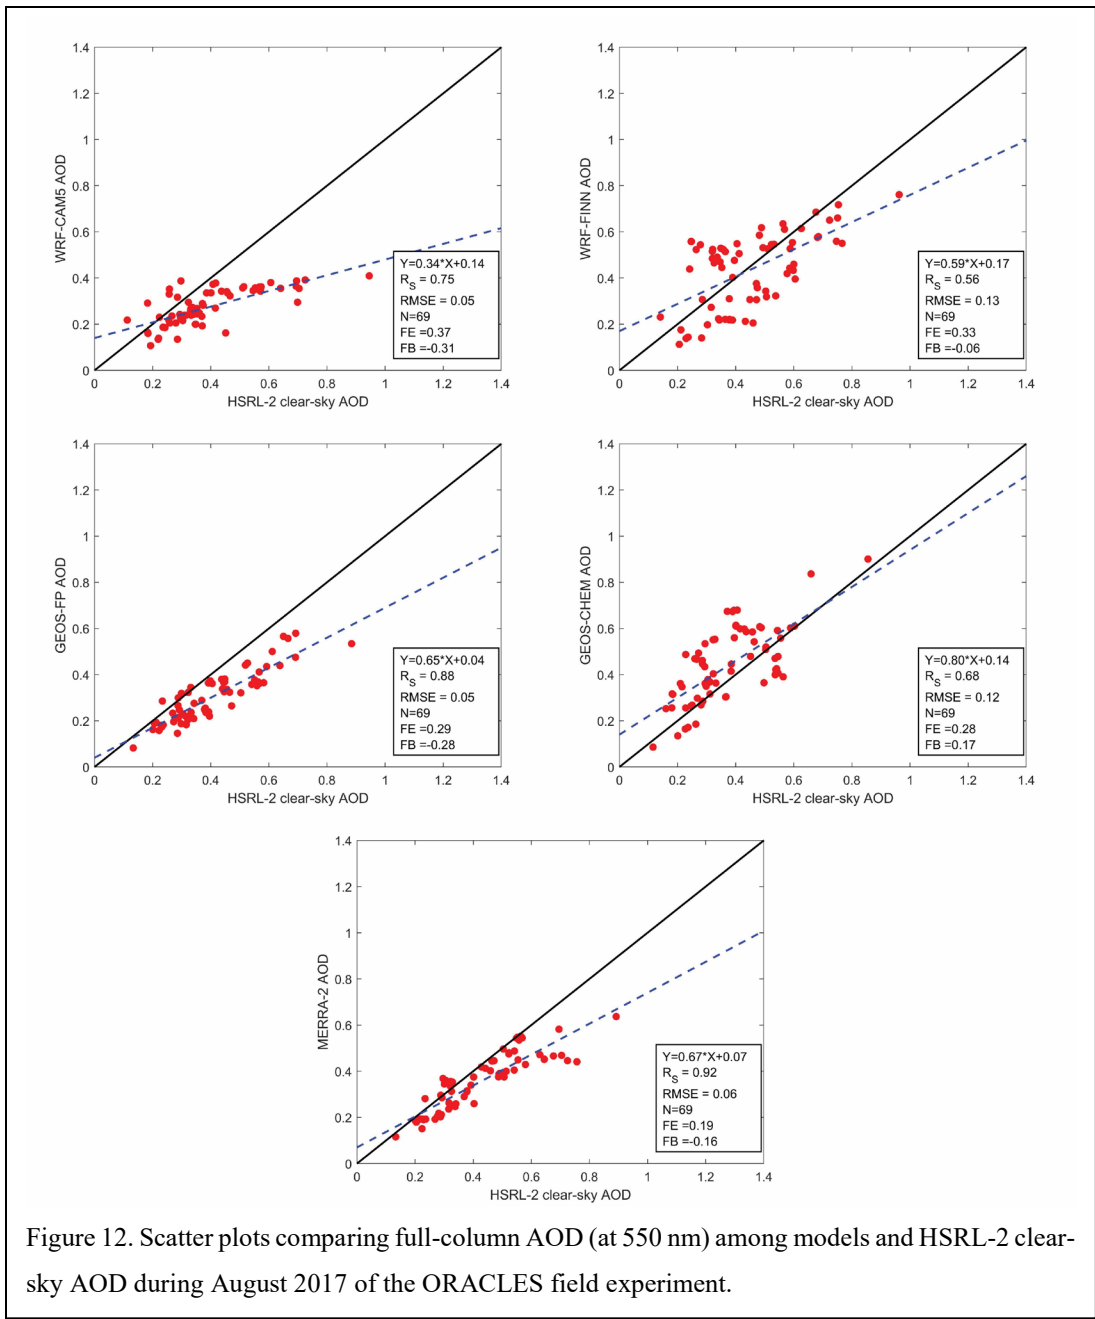 1.4
1.2
1
0.8
0.6
0.4
0.2
0
WRF-CAM5 AOD
Y=0.34*X+0.14
RS = 0.75
RMSE = 0.05
N=69
FE =0.37
FB =-0.31
0 0.2 0.4 0.6 0.8 1 1.2 1.4
HSRL-2 clear-sky AOD
1.4
1.2
1
0.8
0.6
0.4
0.2
0
WRF-FINN AOD
Y=0.59*X+0.17
RS = 0.56
RMSE = 0.13
N=69
FE =0.33
FB =-0.06
0 0.2 0.4 0.6 0.8 1 1.2 1.4
HSRL-2 clear-sky AOD
1.4
1.2
1
0.8
0.6
0.4
0.2
0
GEOS-FP AOD
Y=0.65*X+0.04
RS = 0.88
RMSE = 0.05
N=69
FE =0.29
FB =-0.28
0 0.2 0.4 0.6 0.8 1 1.2 1.4
HSRL-2 clear-sky AOD
1.4
1.2
1
0.8
0.6
0.4
0.2
0
GEOS-CHEM AOD
Y=0.80*X+0.14
RS = 0.68
RMSE = 0.12
N=69
FE =0.28
FB =0.17
0 0.2 0.4 0.6 0.8 1 1.2 1.4
HSRL-2 clear-sky AOD
1.4
1.2
1
0.8
0.6
0.4
0.2
0
MERRA-2 AOD
Y=0.67*X+0.07
RS = 0.92
RMSE = 0.06
N=69
FE =0.19
FB =-0.16
0 0.2 0.4 0.6 0.8 1 1.2 1.4
HSRL-2 clear-sky AOD
Figure 12. Scatter plots comparing full-column AOD (at 550 nm) among models and HSRL-2 clear-
sky AOD during August 2017 of the ORACLES field experiment.